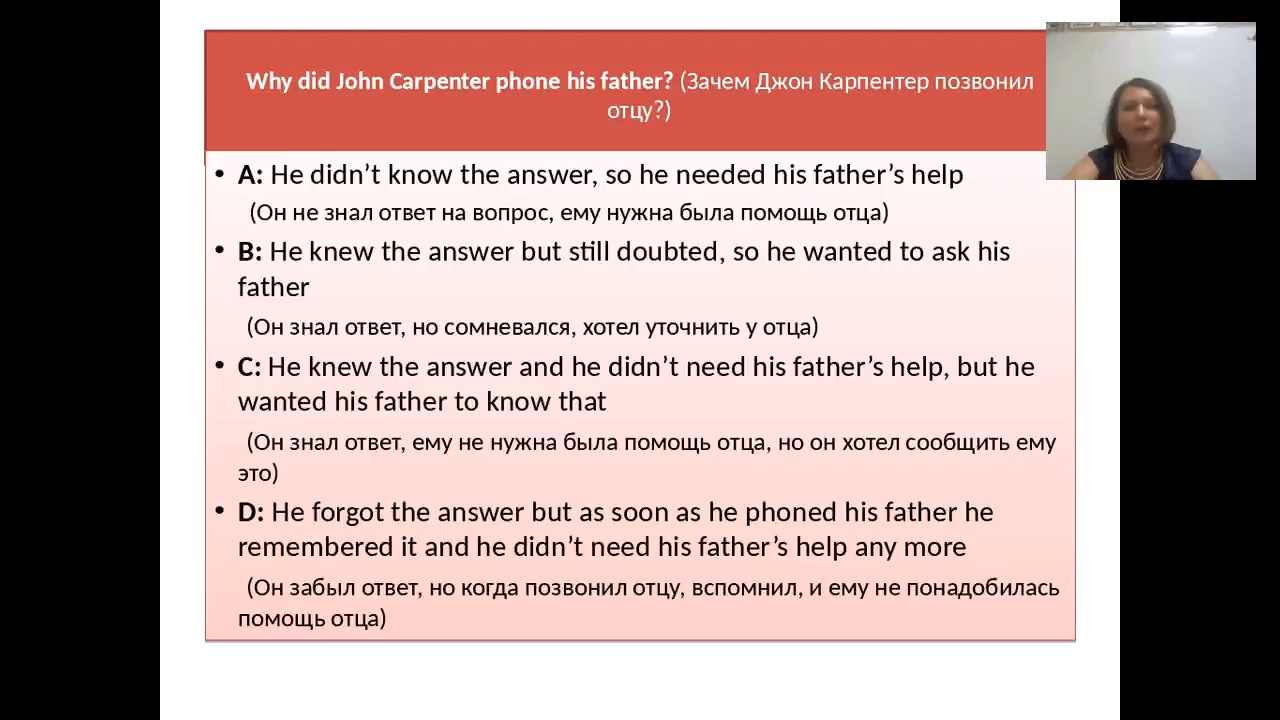 Why did John Carpenter phone his father? (Зачем Джон Карпентер позвонил
отцу?)
• A: He didn’t know the answer, so he needed his father’s help
(Он не знал ответ на вопрос, ему нужна была помощь отца)
• B: He knew the answer but still doubted, so he wanted to ask his
father
(Он знал ответ, но сомневался, хотел уточнить у отца)
• C: He knew the answer and he didn’t need his father’s help, but he
wanted his father to know that
(Он знал ответ, ему не нужна была помощь отца, но он хотел сообщить ему
это)
• D: He forgot the answer but as soon as he phoned his father he
remembered it and he didn’t need his father’s help any more
(Он забыл ответ, но когда позвонил отцу, вспомнил, и ему не понадобилась
помощь отца)